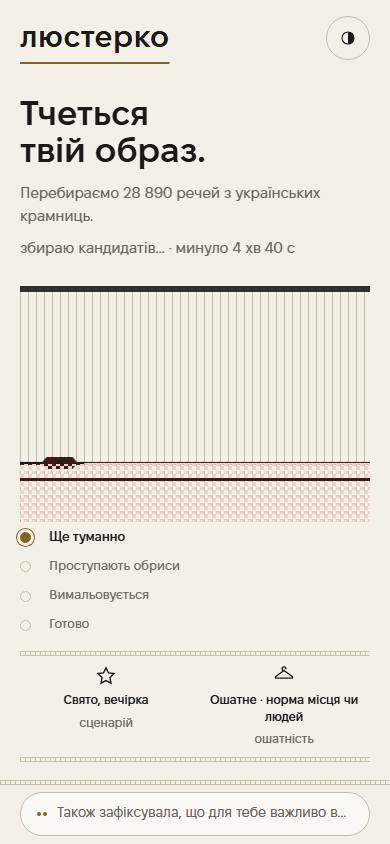 люстерко
Тчеться
твій образ.
Перебираємо 28 890 речей з українських
крамниць.
збираю кандидатів... · минуло 4 хв 40 с
Ще туманно
Проступають обриси
Вимальовується
Готово
Свято, вечірка
сценарій
Ошатне · норма місця чи
людей
ошатність
Також зафіксувала, що для тебе важливо в...